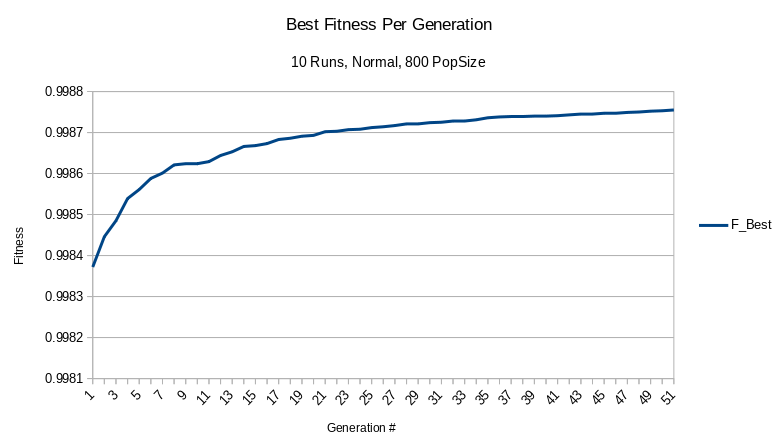 Best Fitness Per Generation
10 Runs, Normal, 800 PopSize
0.9988
0.9987
0.9986
0.9985
0.9984
0.9983
0.9982
0.9981
Fitness
F_Best
1 3 5 7 9 11 13 15 17 19 21 23 25 27 29 31 33 35 37 39 41 43 45 47 49 51
Generation #